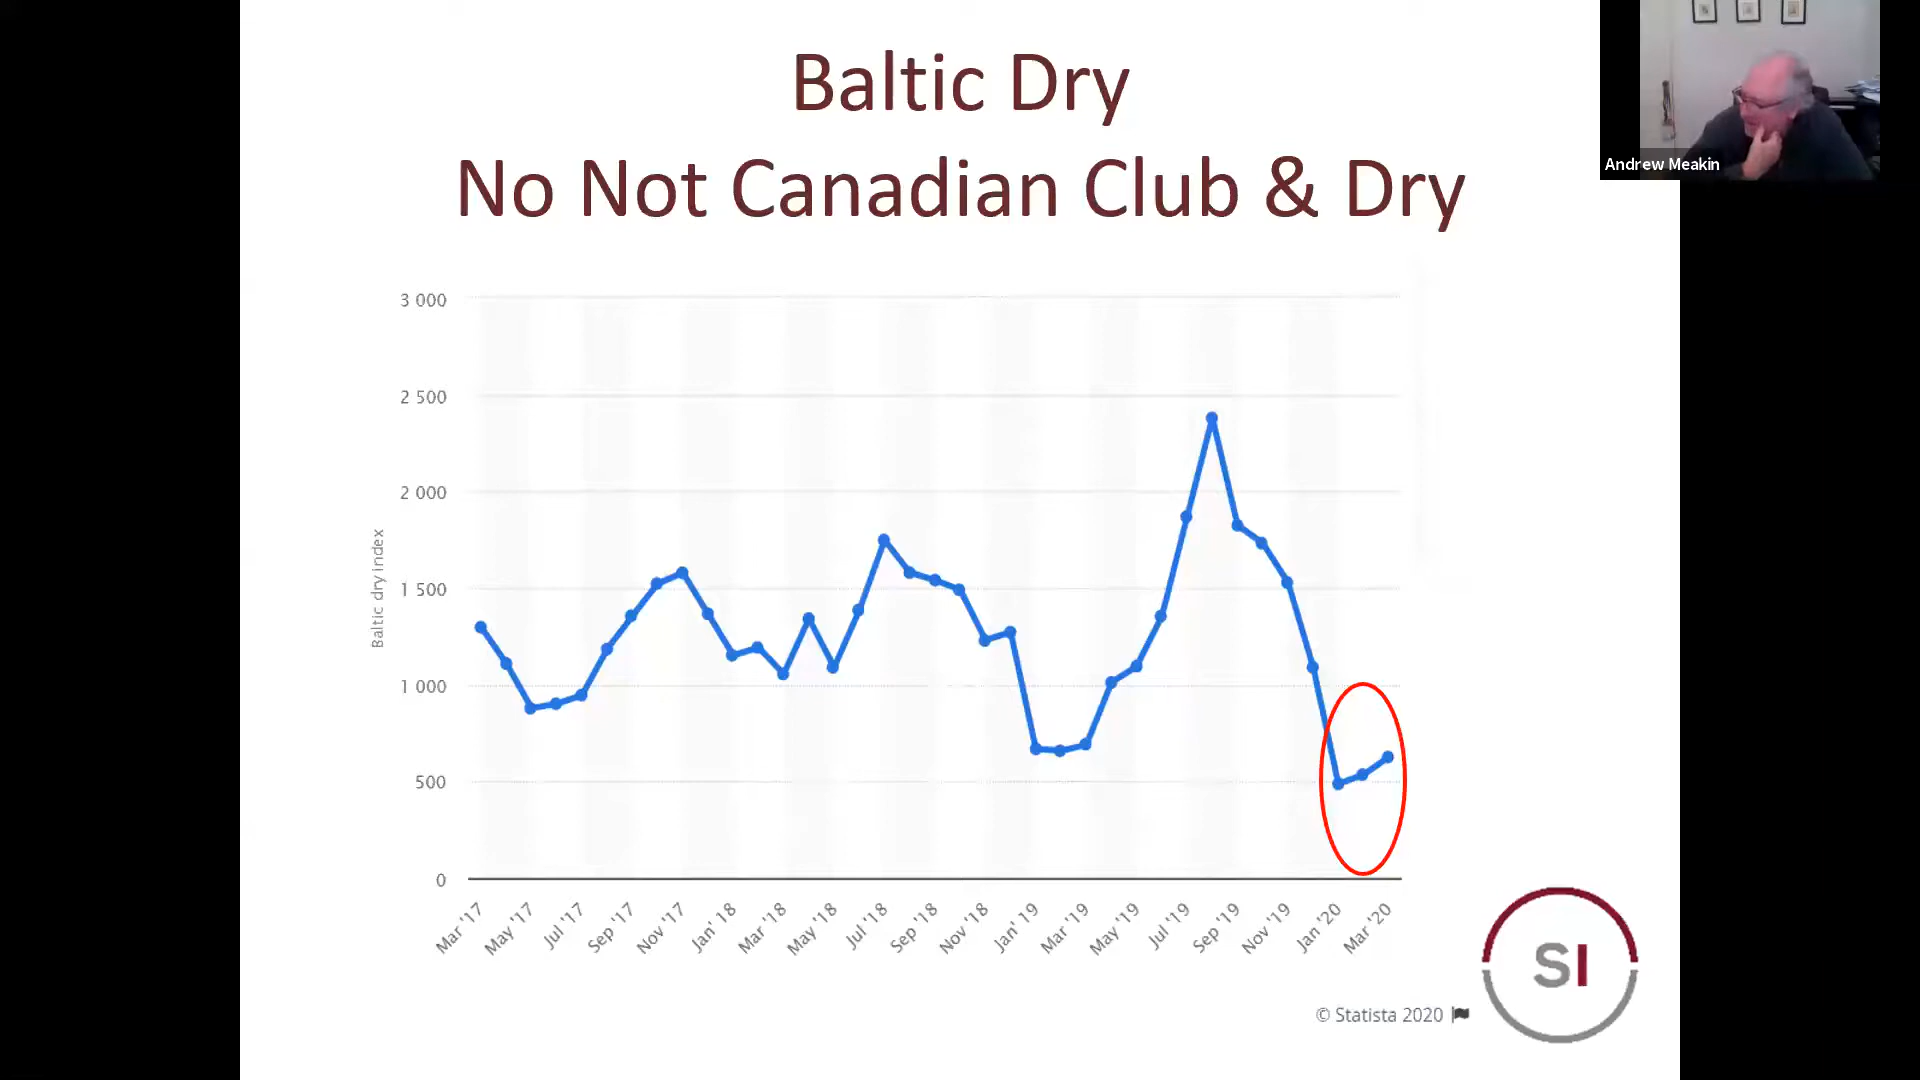 Baltic Dry
No Not Canadian Club & Dry
Andrew Meakin
3 000
2 500
2 000
1 500
1 000
500
0
Baltic dry index
Mar '17
May '17
Jul '17
Sep '17
Nov '17
Jan '18
Mar '18
May '18
Jul '18
Sep '18
Nov '18
Jan '19
Mar '19
May '19
Jul '19
Sep '19
Nov '19
Jan '20
Mar '20
© Statista 2020
SI